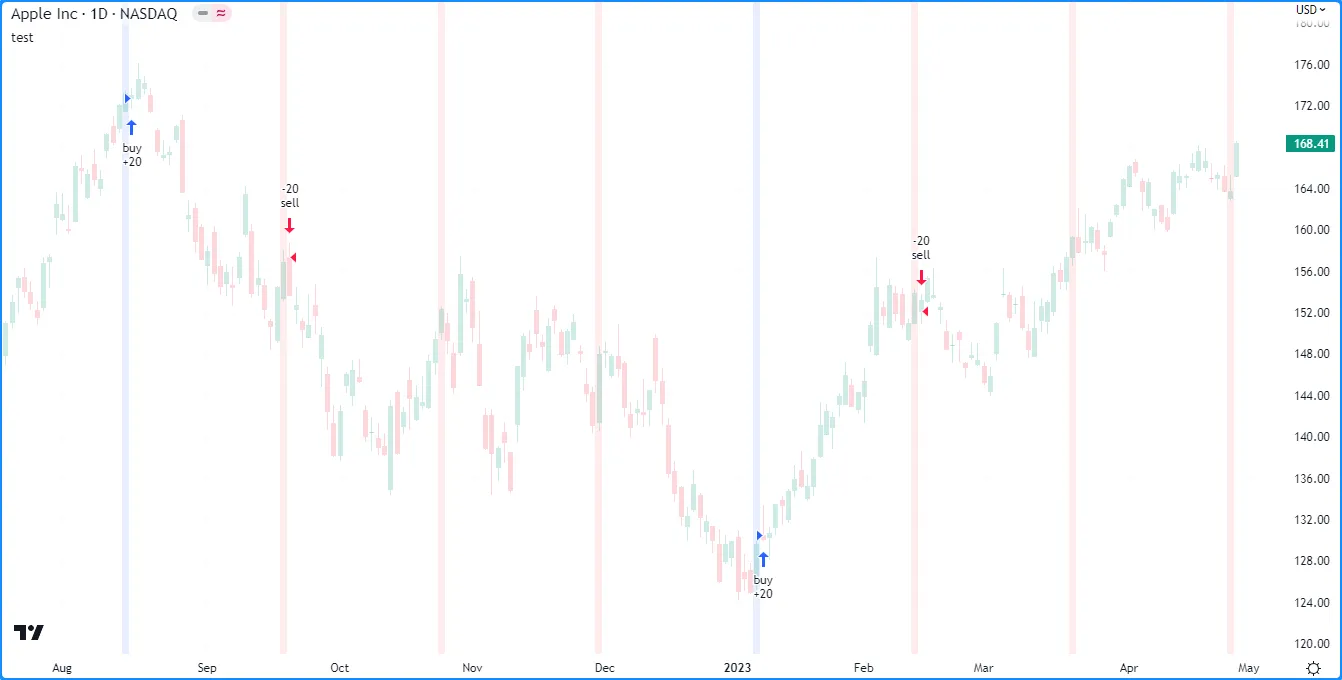 Apple Inc · 1D · NASDAQ
USD
180.00
test
176.00
172.00
168.41
164.00
160.00
156.00
152.00
148.00
144.00
140.00
136.00
132.00
128.00
124.00
120.00
buy
+20
-20
sell
-20
sell
buy
+20
Aug
Sep
Oct
Nov
Dec
2023
Feb
Mar
Apr
May